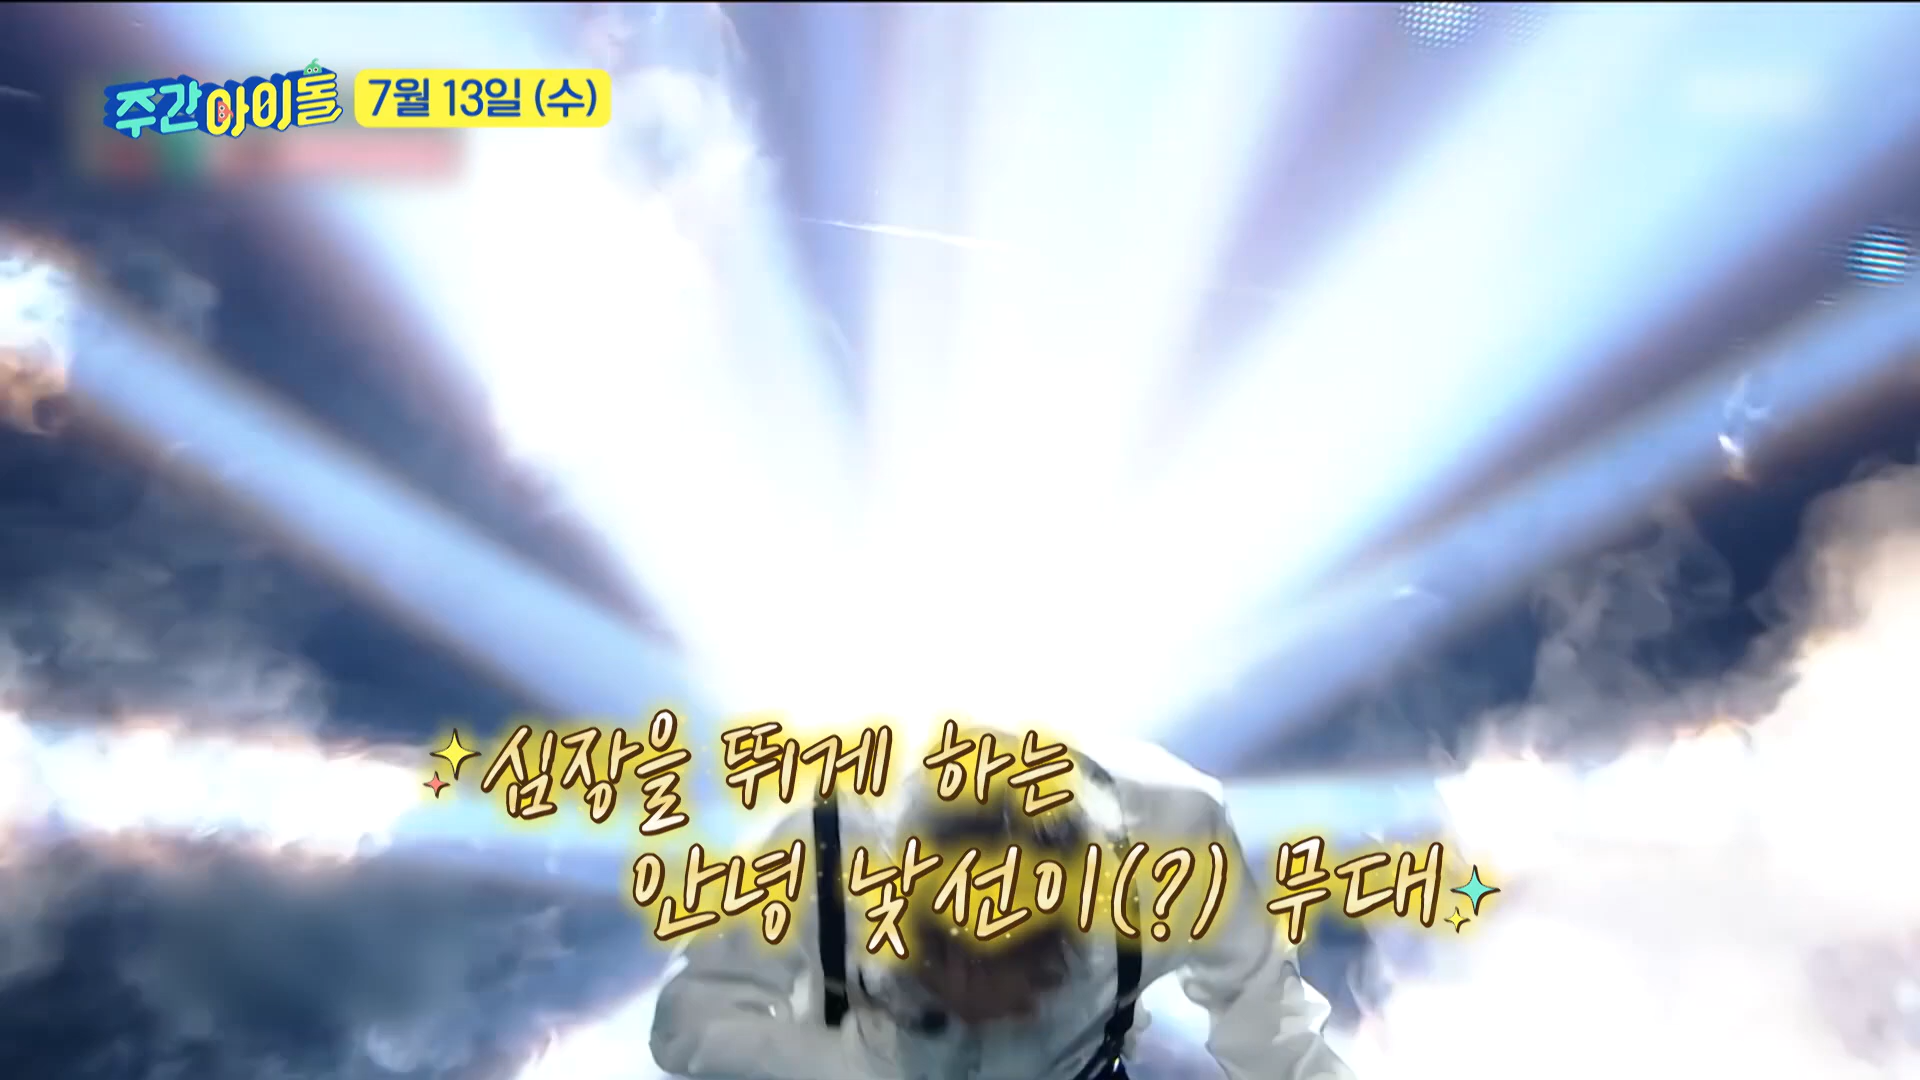 주간아이돌 7월 13일 (수)
심장을 뛰게 하는
안녕 낯선이(?) 무대